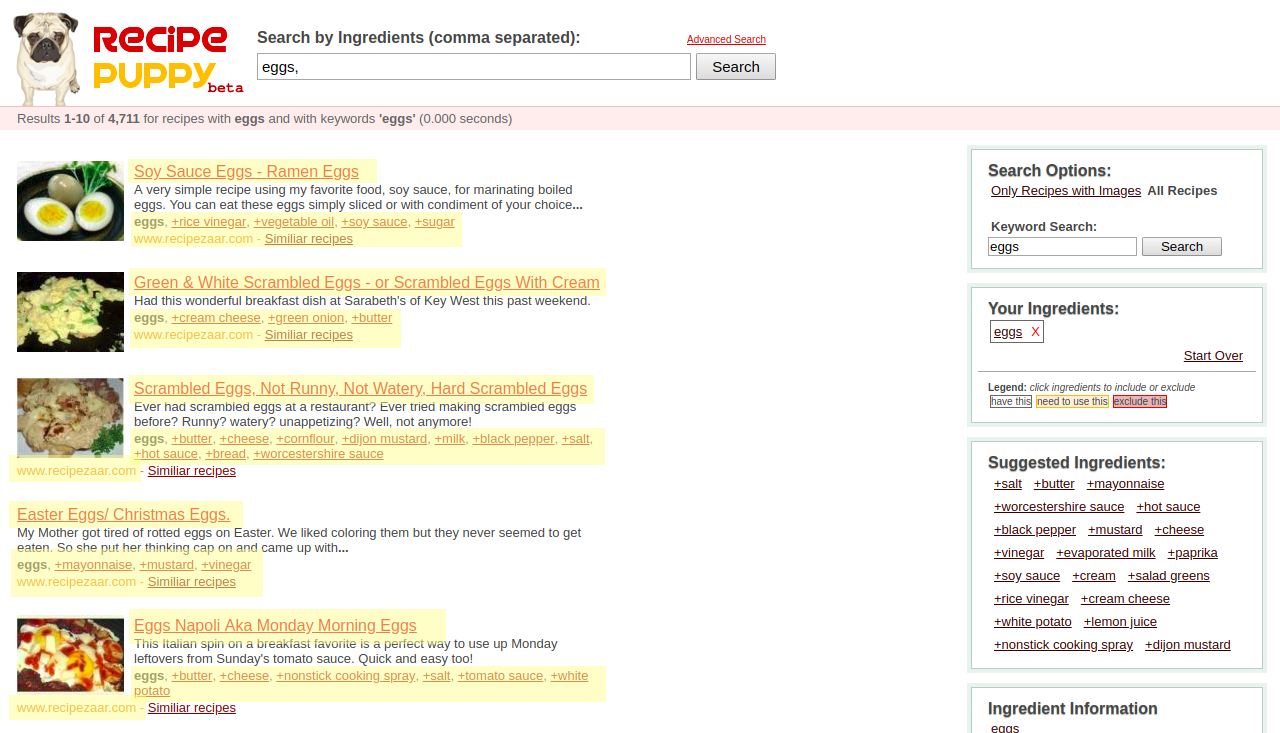 RECIPE
PUPPY
beta
Search by Ingredients (comma separated):
Advanced Search
eggs,
Search
Results 1-10 of 4,711 for recipes with eggs and with keywords 'eggs' (0.000 seconds)
Soy Sauce Eggs - Ramen Eggs
A very simple recipe using my favorite food, soy sauce, for marinating boiled
eggs. You can eat these eggs simply sliced or with condiment of your choice...
eggs, +rice vinegar, +vegetable oil, +soy sauce, +sugar
www.recipezaar.com - Similiar recipes
Green & White Scrambled Eggs - or Scrambled Eggs With Cream
Had this wonderful breakfast dish at Sarabeth's of Key West this past weekend.
eggs, +cream cheese, +green onion, +butter
www.recipezaar.com - Similiar recipes
Scrambled Eggs, Not Runny, Not Watery, Hard Scrambled Eggs
Ever had scrambled eggs at a restaurant? Ever tried making scrambled eggs
before? Runny? watery? unappetizing? Well, not anymore!
eggs, +butter, +cheese, +cornflour, +dijon mustard, +milk, +black pepper, +salt,
+hot sauce, +bread, +worcestershire sauce
www.recipezaar.com - Similiar recipes
Easter Eggs/ Christmas Eggs.
My Mother got tired of rotted eggs on Easter. We liked coloring them but they never seemed to get
eaten. So she put her thinking cap on and came up with...
eggs, +mayonnaise, +mustard, +vinegar
www.recipezaar.com - Similiar recipes
Eggs Napoli Aka Monday Morning Eggs
This Italian spin on a breakfast favorite is a perfect way to use up Monday
leftovers from Sunday's tomato sauce. Quick and easy too!
eggs, +butter, +cheese, +nonstick cooking spray, +salt, +tomato sauce, +white
potato
www.recipezaar.com - Similiar recipes
Search Options:
Only Recipes with Images All Recipes
Keyword Search:
eggs
Search
Your Ingredients:
eggs X
Start Over
Legend: click ingredients to include or exclude
have this need to use this exclude this
Suggested Ingredients:
+salt +butter +mayonnaise
+worcestershire sauce +hot sauce
+black pepper +mustard +cheese
+vinegar +evaporated milk +paprika
+soy sauce +cream +salad greens
+rice vinegar +cream cheese
+white potato +lemon juice
+nonstick cooking spray +dijon mustard
Ingredient Information
eggs